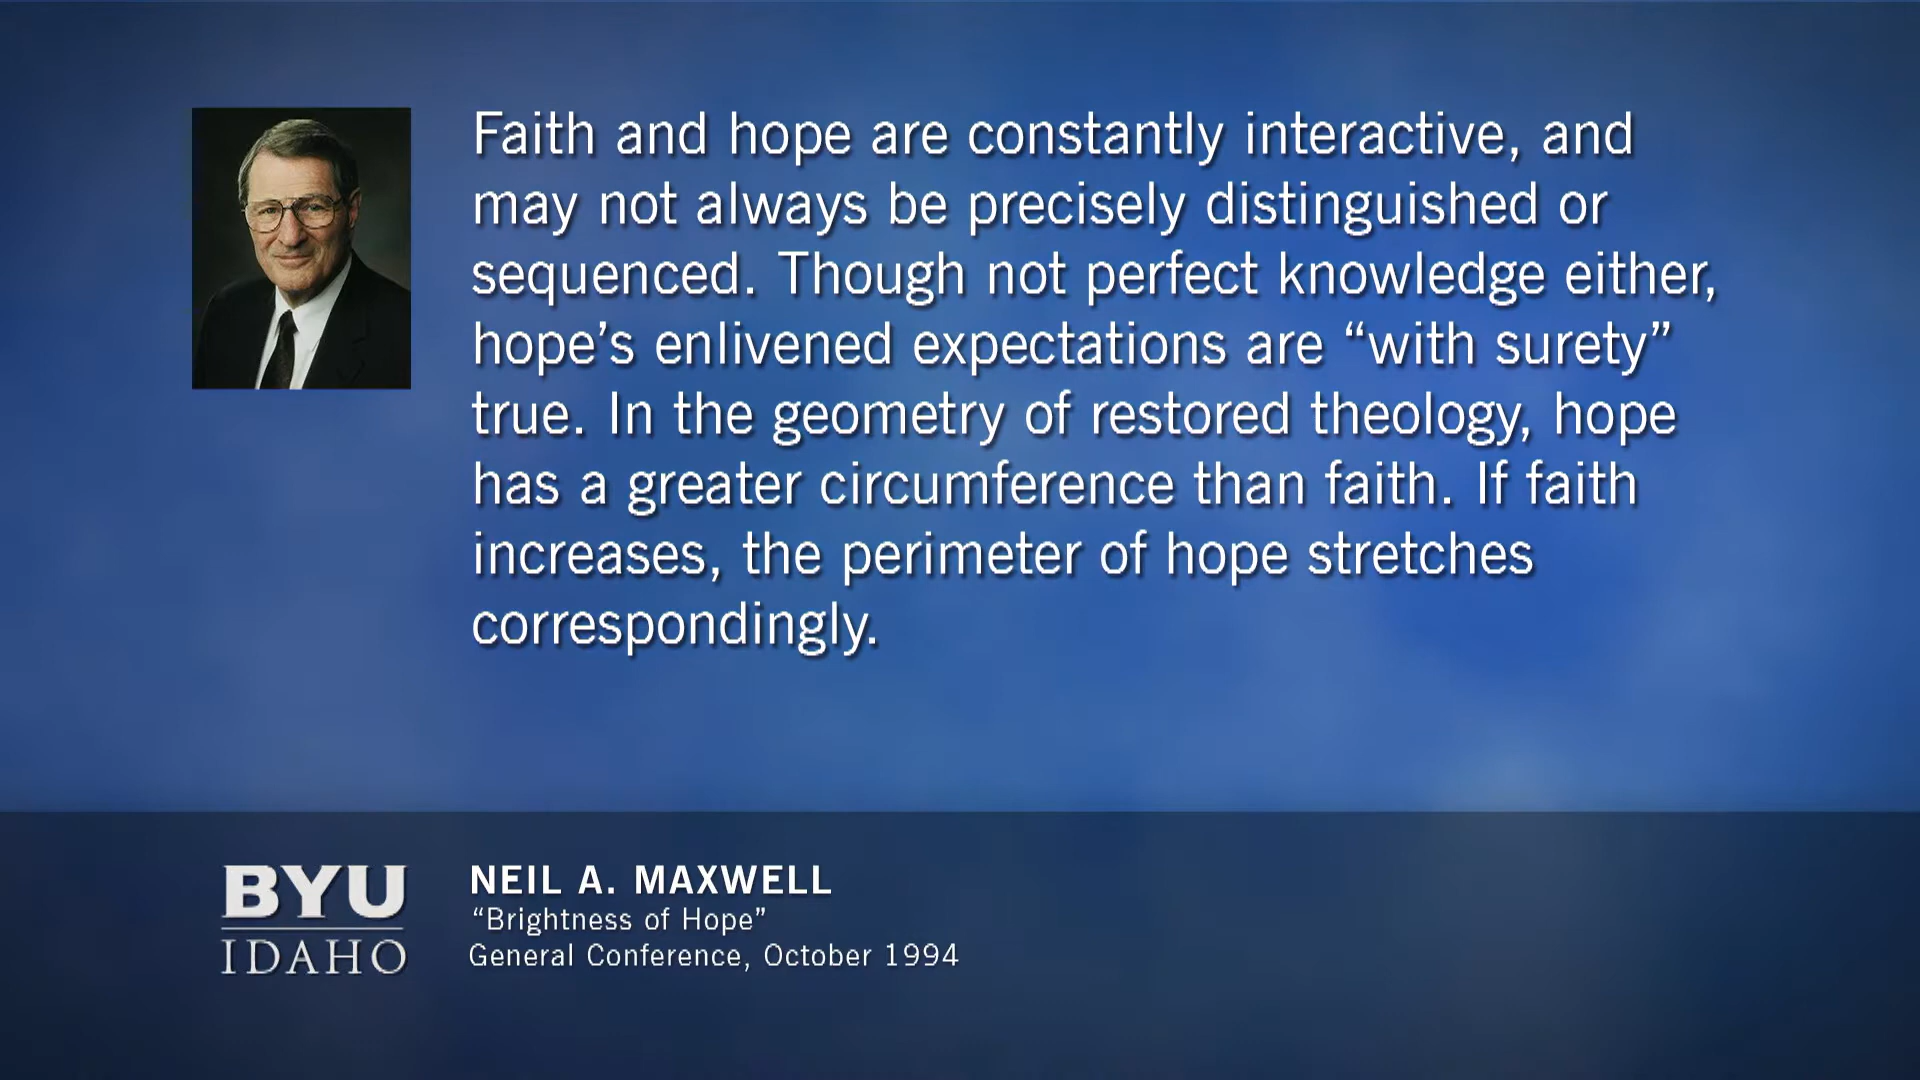 Faith and hope are constantly interactive, and
may not always be precisely distinguished or
sequenced. Though not perfect knowledge either,
hope’s enlivened expectations are “with surety”
true. In the geometry of restored theology, hope
has a greater circumference than faith. If faith
increases, the perimeter of hope stretches
correspondingly.
BYU
IDAHO
NEIL A. MAXWELL
“Brightness of Hope”
General Conference, October 1994